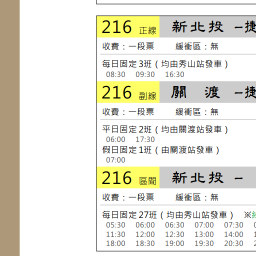 216 正線 新北投 -捷
收費：一段票 緩衝區：無
每日固定3班 ( 均由秀山站發車 )
08:30 09:30 16:30
216 副線 關 渡 -捷
收費：一段票 緩衝區：無
平日固定2班 ( 均由關渡站發車 )
06:00 17:30
假日固定1班 ( 由關渡站發車 )
07:00
216 區間 新北投 -
收費：一段票 緩衝區：無
每日固定27班 ( 均由秀山站發車 ) ※
05:30 06:00 06:30 07:00 07:30
11:30 12:00 12:30 13:00 14:00
18:00 18:30 19:00 19:30 20:30